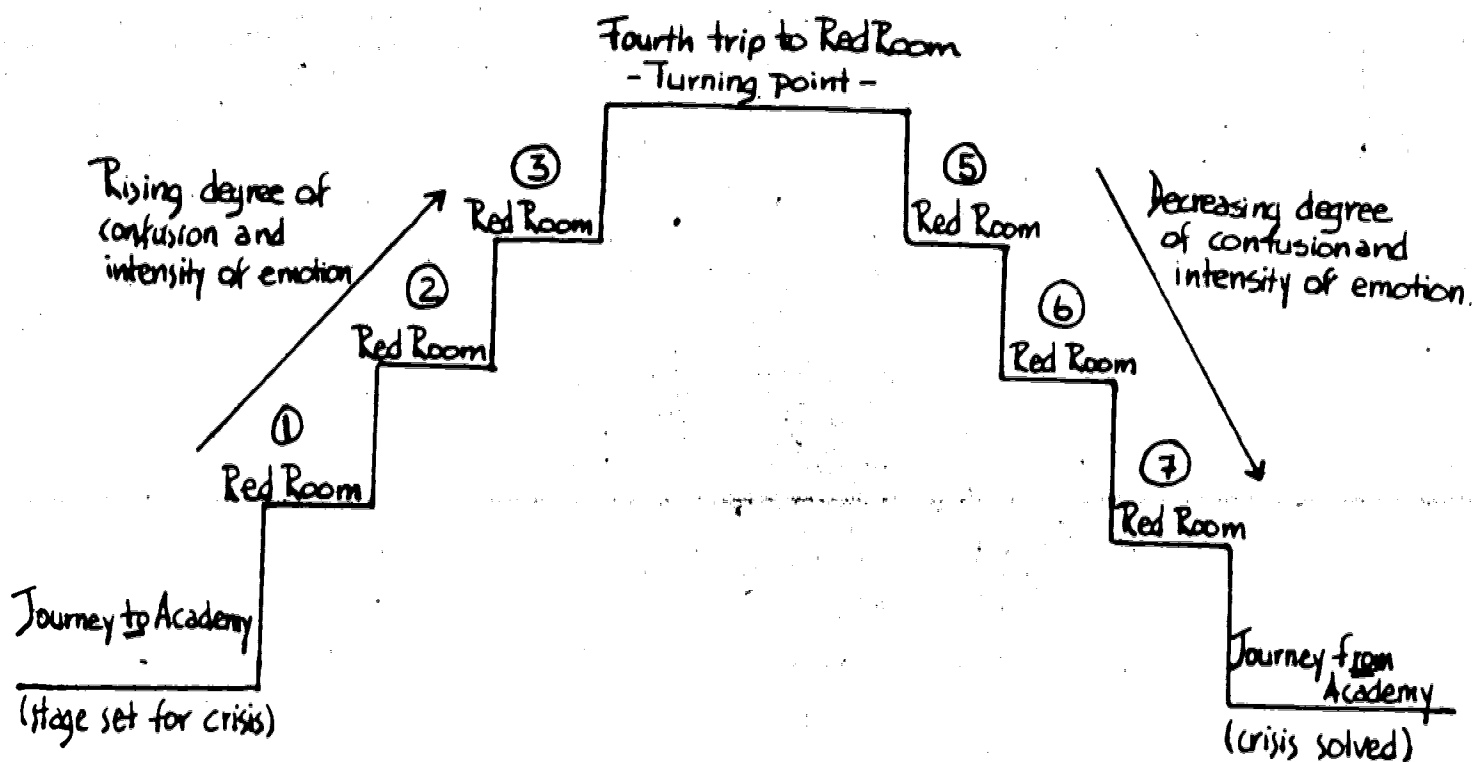 Fourth trip to Red Room
- Turning point -
Rising degree of
confusion and
intensity of emotion
③
Red Room
②
Red Room
①
Red Room
Journey to Academy
(stage set for crisis)
⑤
Red Room
Decreasing degree
of confusion and
intensity of emotion.
⑥
Red Room
⑦
Red Room
Journey from
Academy
(crisis solved)